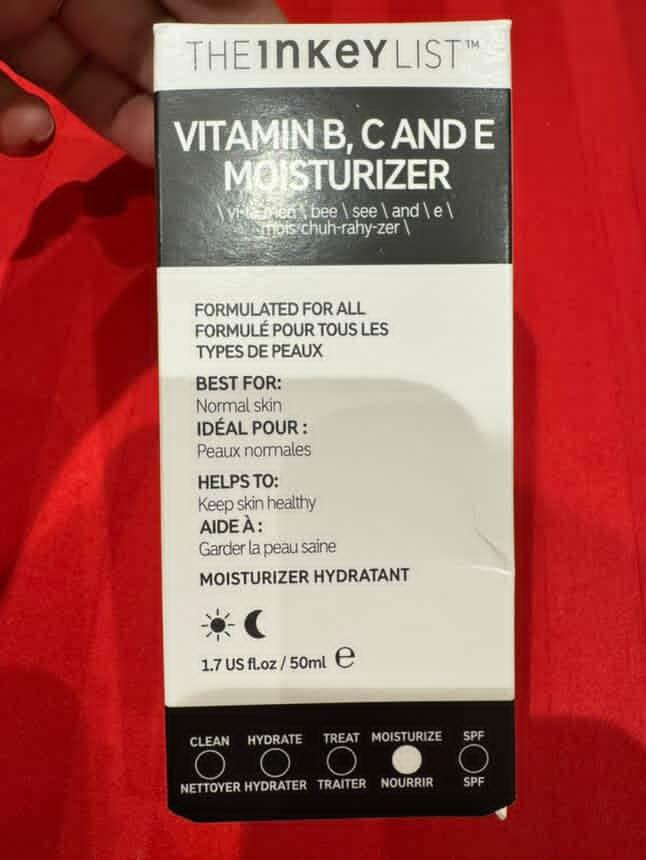 THE INKEY LIST™
VITAMIN B, C AND E
MOISTURIZER
\ bee \ see \ and \ e \
mois-chuh-rahy-zer \
FORMULATED FOR ALL
FORMULÉ POUR TOUS LES
TYPES DE PEAUX
BEST FOR:
Normal skin
IDÉAL POUR :
Peaux normales
HELPS TO:
Keep skin healthy
AIDE À :
Garder la peau saine
MOISTURIZER HYDRATANT
1.7 US fl.oz / 50ml ℮
CLEAN HYDRATE TREAT MOISTURIZE SPF
NETTOYER HYDRATER TRAITER NOURRIR SPF